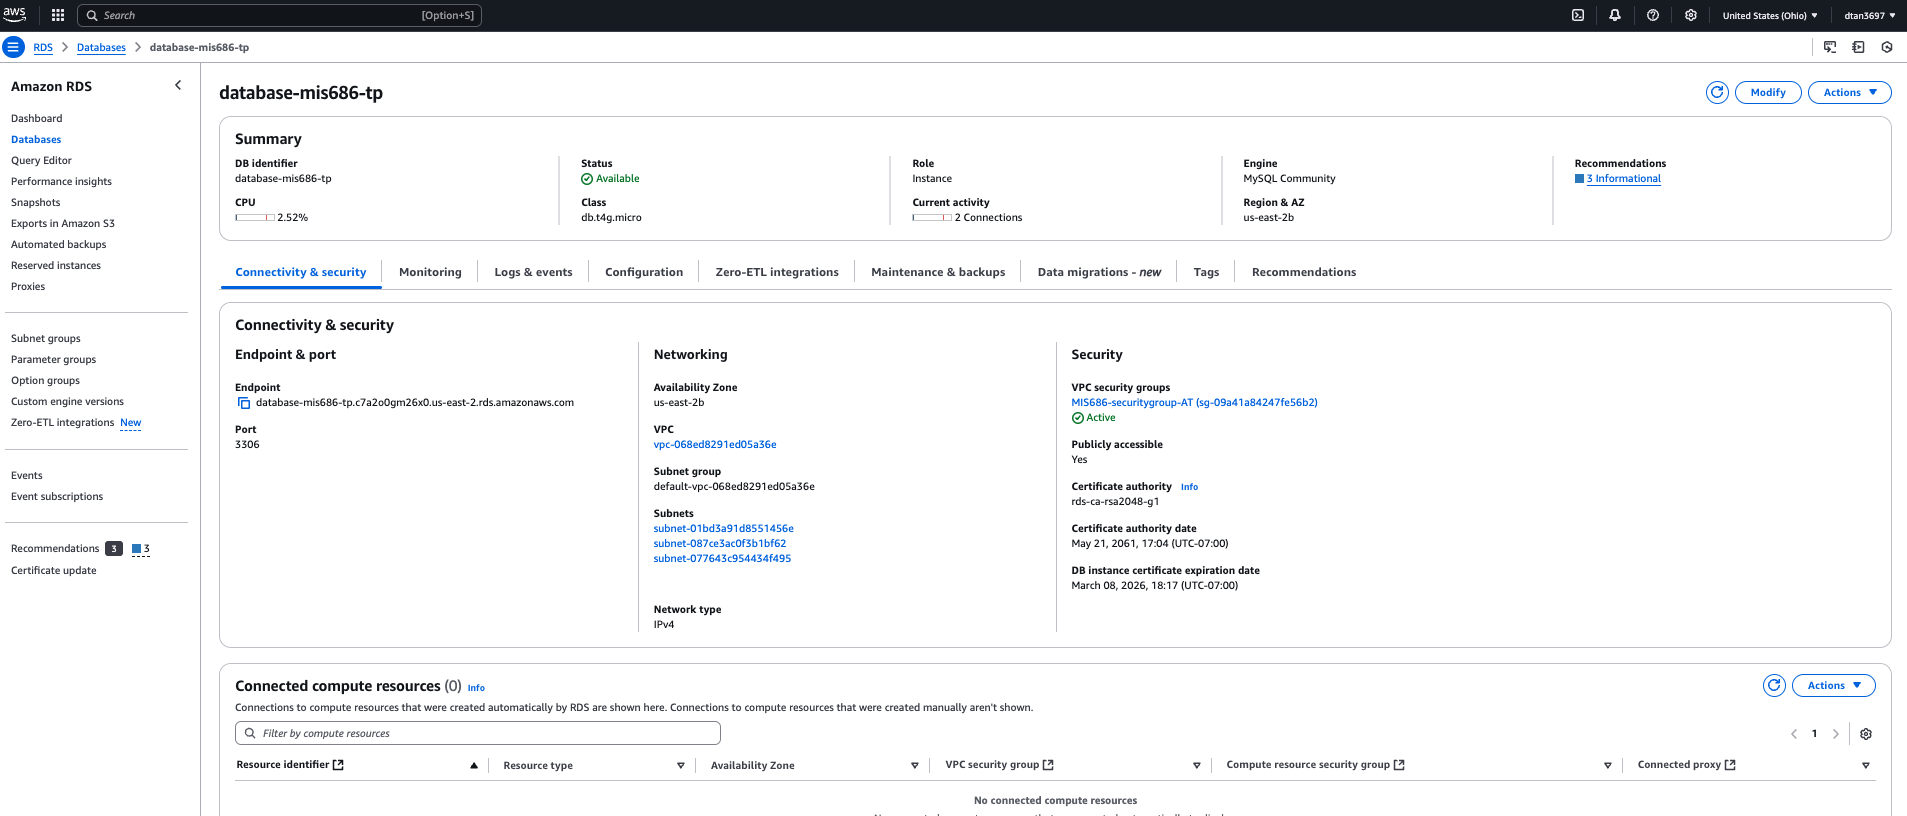 aws
Search [Option+S]
United States (Ohio)
dtan3697
RDS
Databases
database-mis686-tp
Amazon RDS
Dashboard
Databases
Query Editor
Performance insights
Snapshots
Exports in Amazon S3
Automated backups
Reserved instances
Proxies
Subnet groups
Parameter groups
Option groups
Custom engine versions
Zero-ETL integrations New
Events
Event subscriptions
Recommendations 3 3
Certificate update
database-mis686-tp
Modify
Actions
Summary
DB identifier
database-mis686-tp
CPU
2.52%
Status
Available
Class
db.t4g.micro
Role
Instance
Current activity
2 Connections
Engine
MySQL Community
Region & AZ
us-east-2b
Recommendations
3 Informational
Connectivity & security
Monitoring
Logs & events
Configuration
Zero-ETL integrations
Maintenance & backups
Data migrations - new
Tags
Recommendations
Connectivity & security
Endpoint & port
Endpoint
database-mis686-tp.c7a2o0gm26x0.us-east-2.rds.amazonaws.com
Port
3306
Networking
Availability Zone
us-east-2b
VPC
vpc-068ed8291ed05a36e
Subnet group
default-vpc-068ed8291ed05a36e
Subnets
subnet-01bd3a91d8551456e
subnet-087ce3ac0f3b1bf62
subnet-077643c954434f495
Network type
IPv4
Security
VPC security groups
MIS686-securitygroup-AT (sg-09a41a84247fe56b2)
Active
Publicly accessible
Yes
Certificate authority Info
rds-ca-rsa2048-g1
Certificate authority date
May 21, 2061, 17:04 (UTC-07:00)
DB instance certificate expiration date
March 08, 2026, 18:17 (UTC-07:00)
Connected compute resources (0) Info
Actions
Connections to compute resources that were created automatically by RDS are shown here. Connections to compute resources that were created manually aren't shown.
Filter by compute resources
1
Resource identifier
Resource type
Availability Zone
VPC security group
Compute resource security group
Connected proxy
No connected compute resources